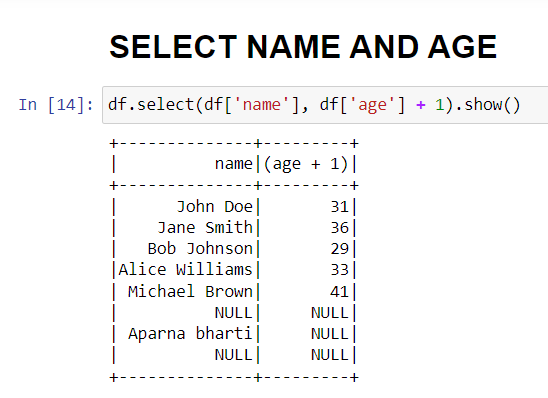 SELECT NAME AND AGE
In [14]: df.select(df['name'], df['age'] + 1).show()
+--------------+---------+
|          name|(age + 1)|
+--------------+---------+
|      John Doe|       31|
|    Jane Smith|       36|
|   Bob Johnson|       29|
|Alice Williams|       33|
| Michael Brown|       41|
|          NULL|     NULL|
| Aparna bharti|     NULL|
|          NULL|     NULL|
+--------------+---------+